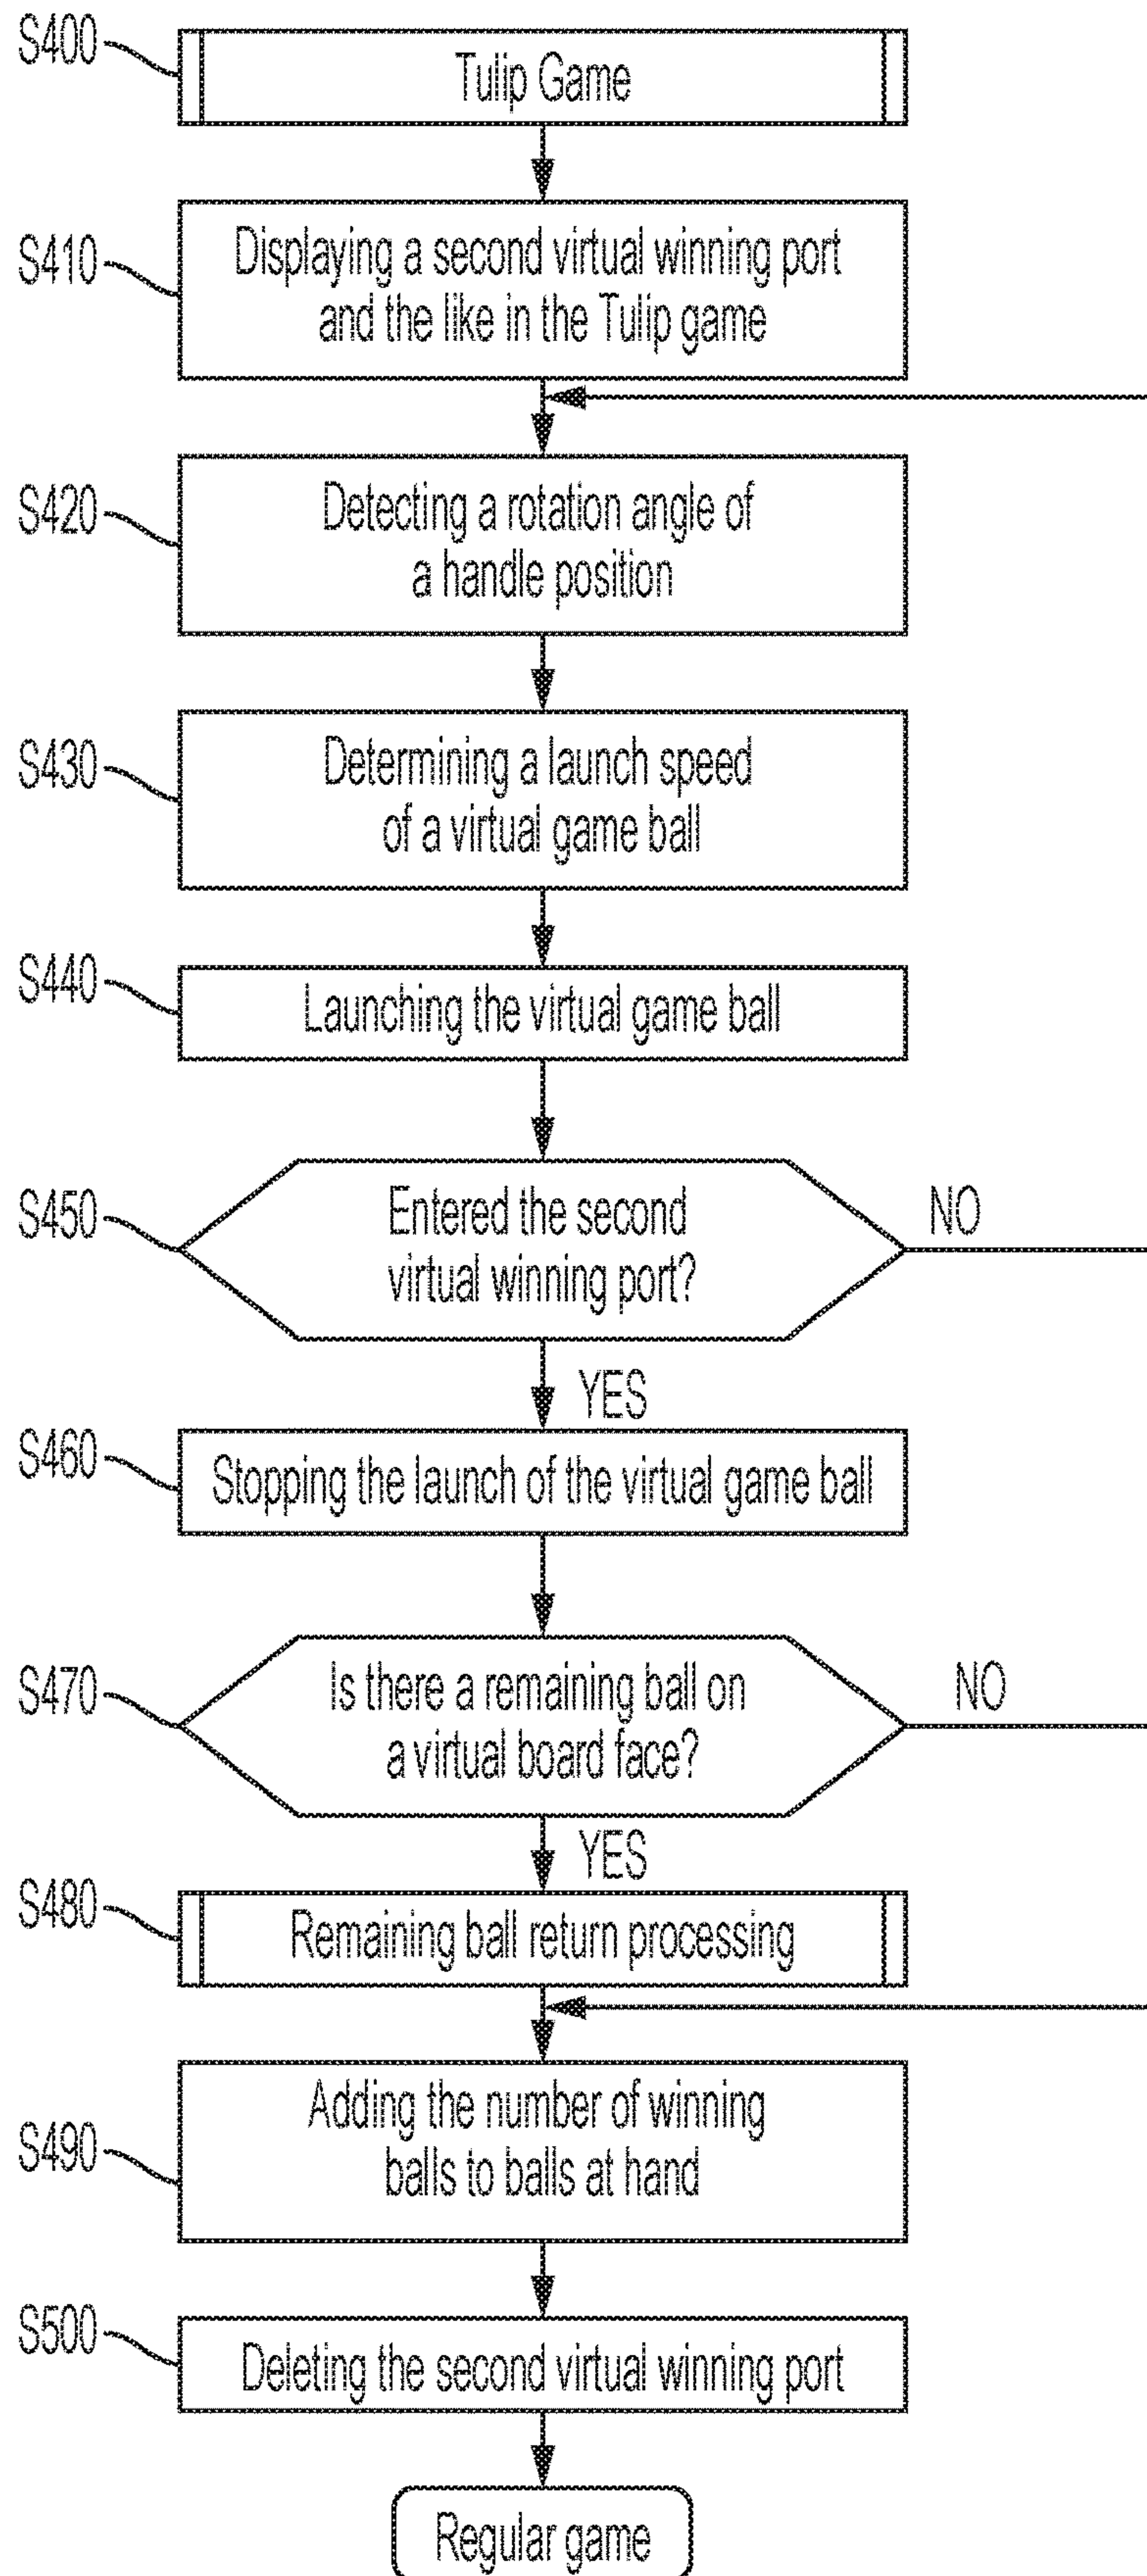 S400
Tulip Game
S410
Displaying a second virtual winning port
and the like in the Tulip game
S420
Detecting a rotation angle of
a handle position
S430
Determining a launch speed
of a virtual game ball
S440
Launching the virtual game ball
S450
Entered the second
virtual winning port?
NO
YES
S460
Stopping the launch of the virtual game ball
S470
Is there a remaining ball on
a virtual board face?
NO
YES
S480
Remaining ball return processing
S490
Adding the number of winning
balls to balls at hand
S500
Deleting the second virtual winning port
Regular game